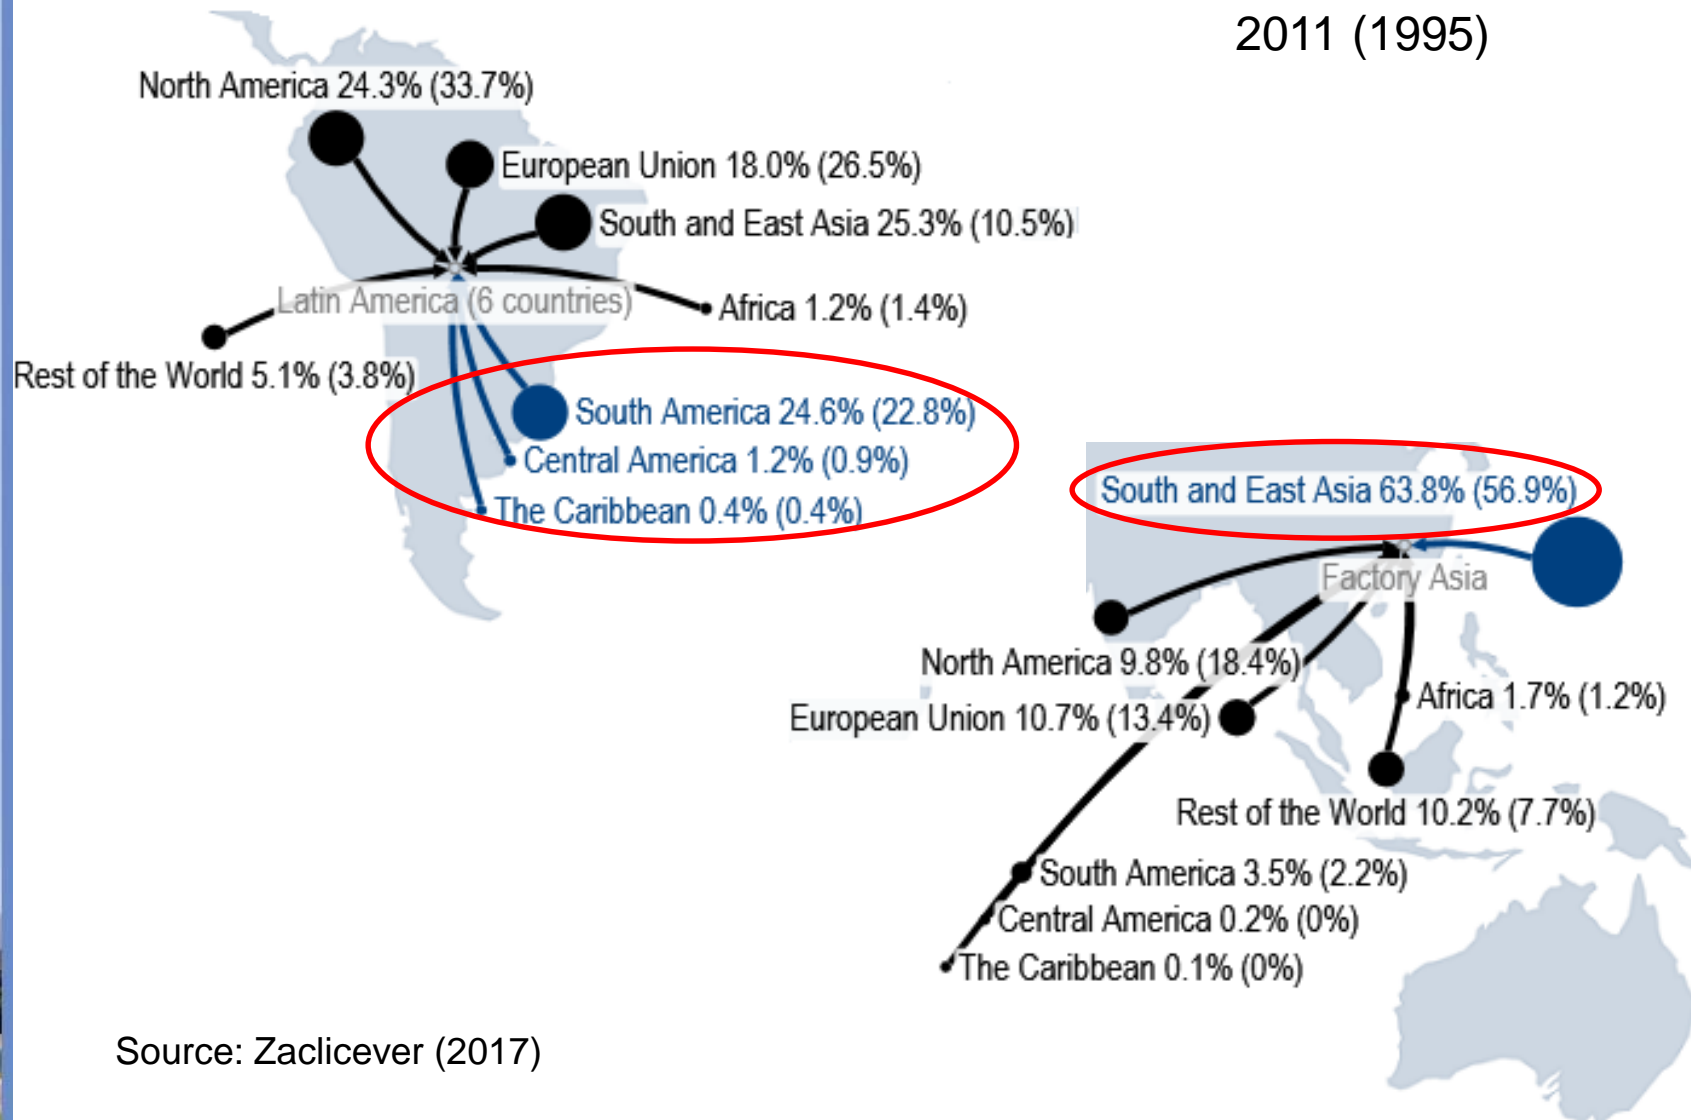 2011 (1995)
North America 24.3% (33.7%)
European Union 18.0% (26.5%)
South and East Asia 25.3% (10.5%)
Latin America (6 countries)
Africa 1.2% (1.4%)
Rest of the World 5.1% (3.8%)
South America 24.6% (22.8%)
Central America 1.2% (0.9%)
The Caribbean 0.4% (0.4%)
South and East Asia 63.8% (56.9%)
Factory Asia
North America 9.8% (18.4%)
European Union 10.7% (13.4%)
Africa 1.7% (1.2%)
Rest of the World 10.2% (7.7%)
South America 3.5% (2.2%)
Central America 0.2% (0%)
The Caribbean 0.1% (0%)
Source: Zaclicever (2017)